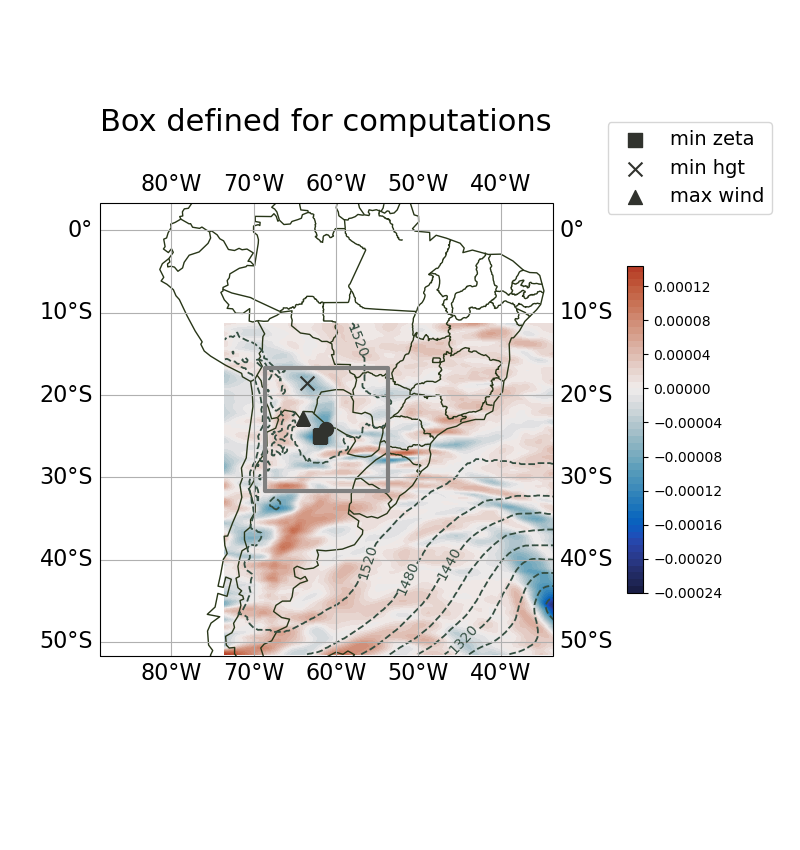 Box defined for computations
min zeta
min hgt
max wind
80°W 70°W 60°W 50°W 40°W
0° 0°
10°S 10°S
20°S 20°S
30°S 30°S
40°S 40°S
50°S 50°S
80°W 70°W 60°W 50°W 40°W
1520
1520
1480
1440
1320
0.00012
0.00008
0.00004
0.00000
−0.00004
−0.00008
−0.00012
−0.00016
−0.00020
−0.00024